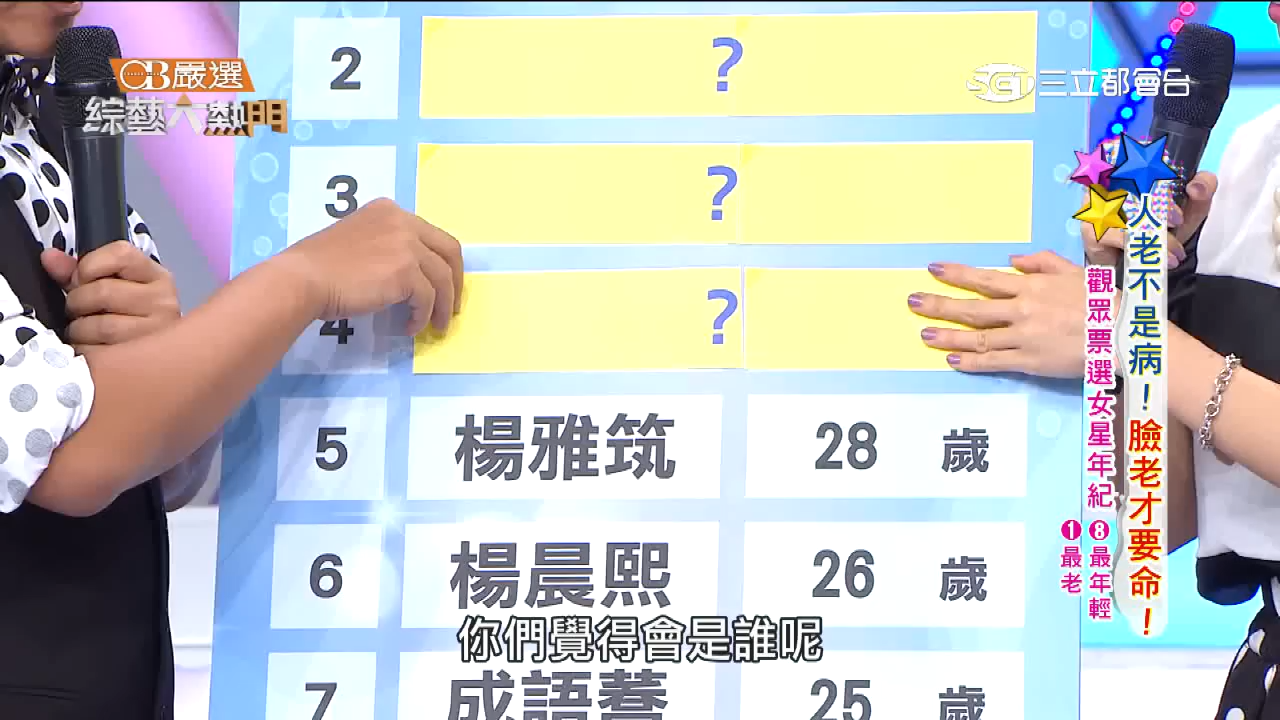 CB嚴選
綜藝大熱門
SET三立都會台
2 ?
3 ?
4 ?
5 楊雅筑 28 歲
6 楊晨熙 26 歲
7 成語蕎 25 歲
人老不是病！臉老才要命！
觀眾票選女星年紀 8最年輕
1最老
你們覺得會是誰呢